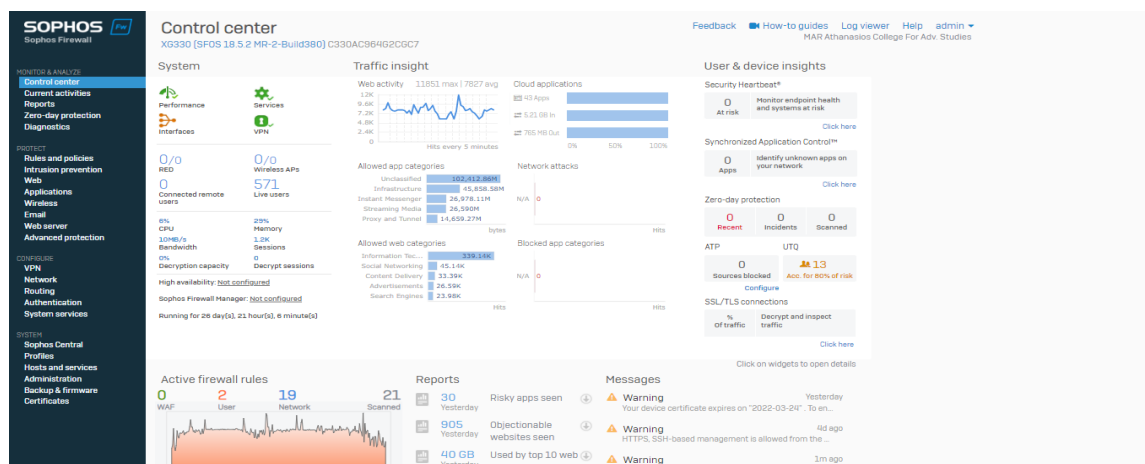 SOPHOS Fw
Sophos Firewall
Control center
XG330 (SFOS 18.5.2 MR-2-Build380) C330AC964G2CGC7
Feedback How-to guides Log viewer Help admin
MAR Athanasios College For Adv. Studies
MONITOR & ANALYZE
Control center
Current activities
Reports
Zero-day protection
Diagnostics
PROTECT
Rules and policies
Intrusion prevention
Web
Applications
Wireless
Email
Web server
Advanced protection
CONFIGURE
VPN
Network
Routing
Authentication
System services
SYSTEM
Sophos Central
Profiles
Hosts and services
Administration
Backup & firmware
Certificates
System
Performance
Services
Interfaces
VPN
0/0
RED
0/0
Wireless APs
0
Connected remote
users
571
Live users
6%
CPU
29%
Memory
10MB/s
Bandwidth
1.2K
Sessions
0%
Decryption capacity
0
Decrypt sessions
High availability: Not configured
Sophos Firewall Manager: Not configured
Running for 26 day(s), 21 hour(s), 6 minute(s)
Traffic insight
Web activity 11851 max | 7827 avg
12K
9.6K
7.2K
4.8K
2.4K
0
Hits every 5 minutes
Cloud applications
43 Apps
5.21 GB In
765 MB Out
0% 50% 100%
Allowed app categories
Unclassified 102,412.86M
Infrastructure 45,858.58M
Instant Messenger 26,978.11M
Streaming Media 26,590M
Proxy and Tunnel 14,659.27M
bytes
Network attacks
N/A 0
Hits
Allowed web categories
Information Tec... 339.14K
Social Networking 45.14K
Content Delivery 33.39K
Advertisements 26.59K
Search Engines 23.98K
Hits
Blocked app categories
N/A 0
Hits
User & device insights
Security Heartbeat®
0
At risk
Monitor endpoint health
and systems at risk
Click here
Synchronized Application Control™
0
Apps
Identify unknown apps on
your network
Click here
Zero-day protection
0
Recent
0
Incidents
0
Scanned
ATP
UTQ
0
Sources blocked
13
Acc. for 80% of risk
Configure
SSL/TLS connections
%
Of traffic
Decrypt and inspect
traffic
Click here
Click on widgets to open details
Active firewall rules
0
WAF
2
User
19
Network
21
Scanned
Reports
30
Yesterday
Risky apps seen
905
Yesterday
Objectionable
websites seen
40 GB
Yesterday
Used by top 10 web
Messages
Warning Yesterday
Your device certificate expires on "2022-03-24" . To en...
Warning 4d ago
HTTPS, SSH-based management is allowed from the ...
Warning 1m ago